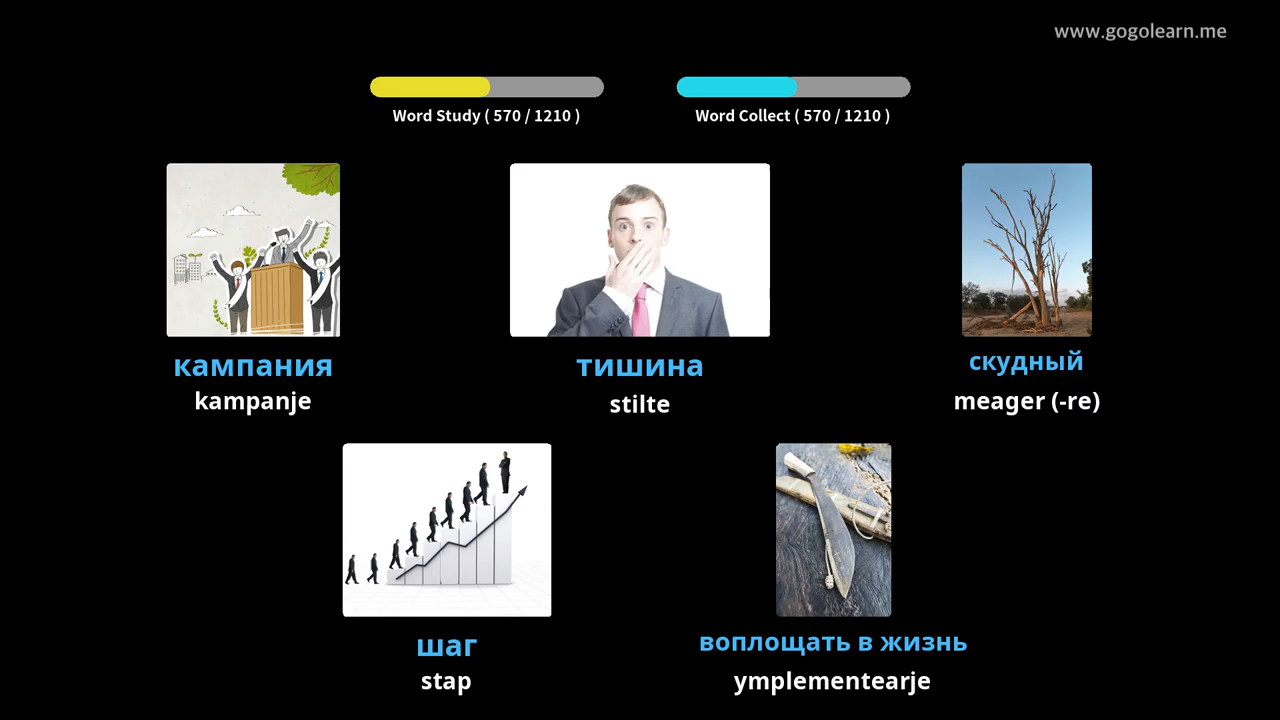 www.gogolearn.me
Word Study ( 570 / 1210 )
Word Collect ( 570 / 1210 )
кампания
kampanje
тишина
stilte
скудный
meager (-re)
шаг
stap
воплощать в жизнь
ymplementearje